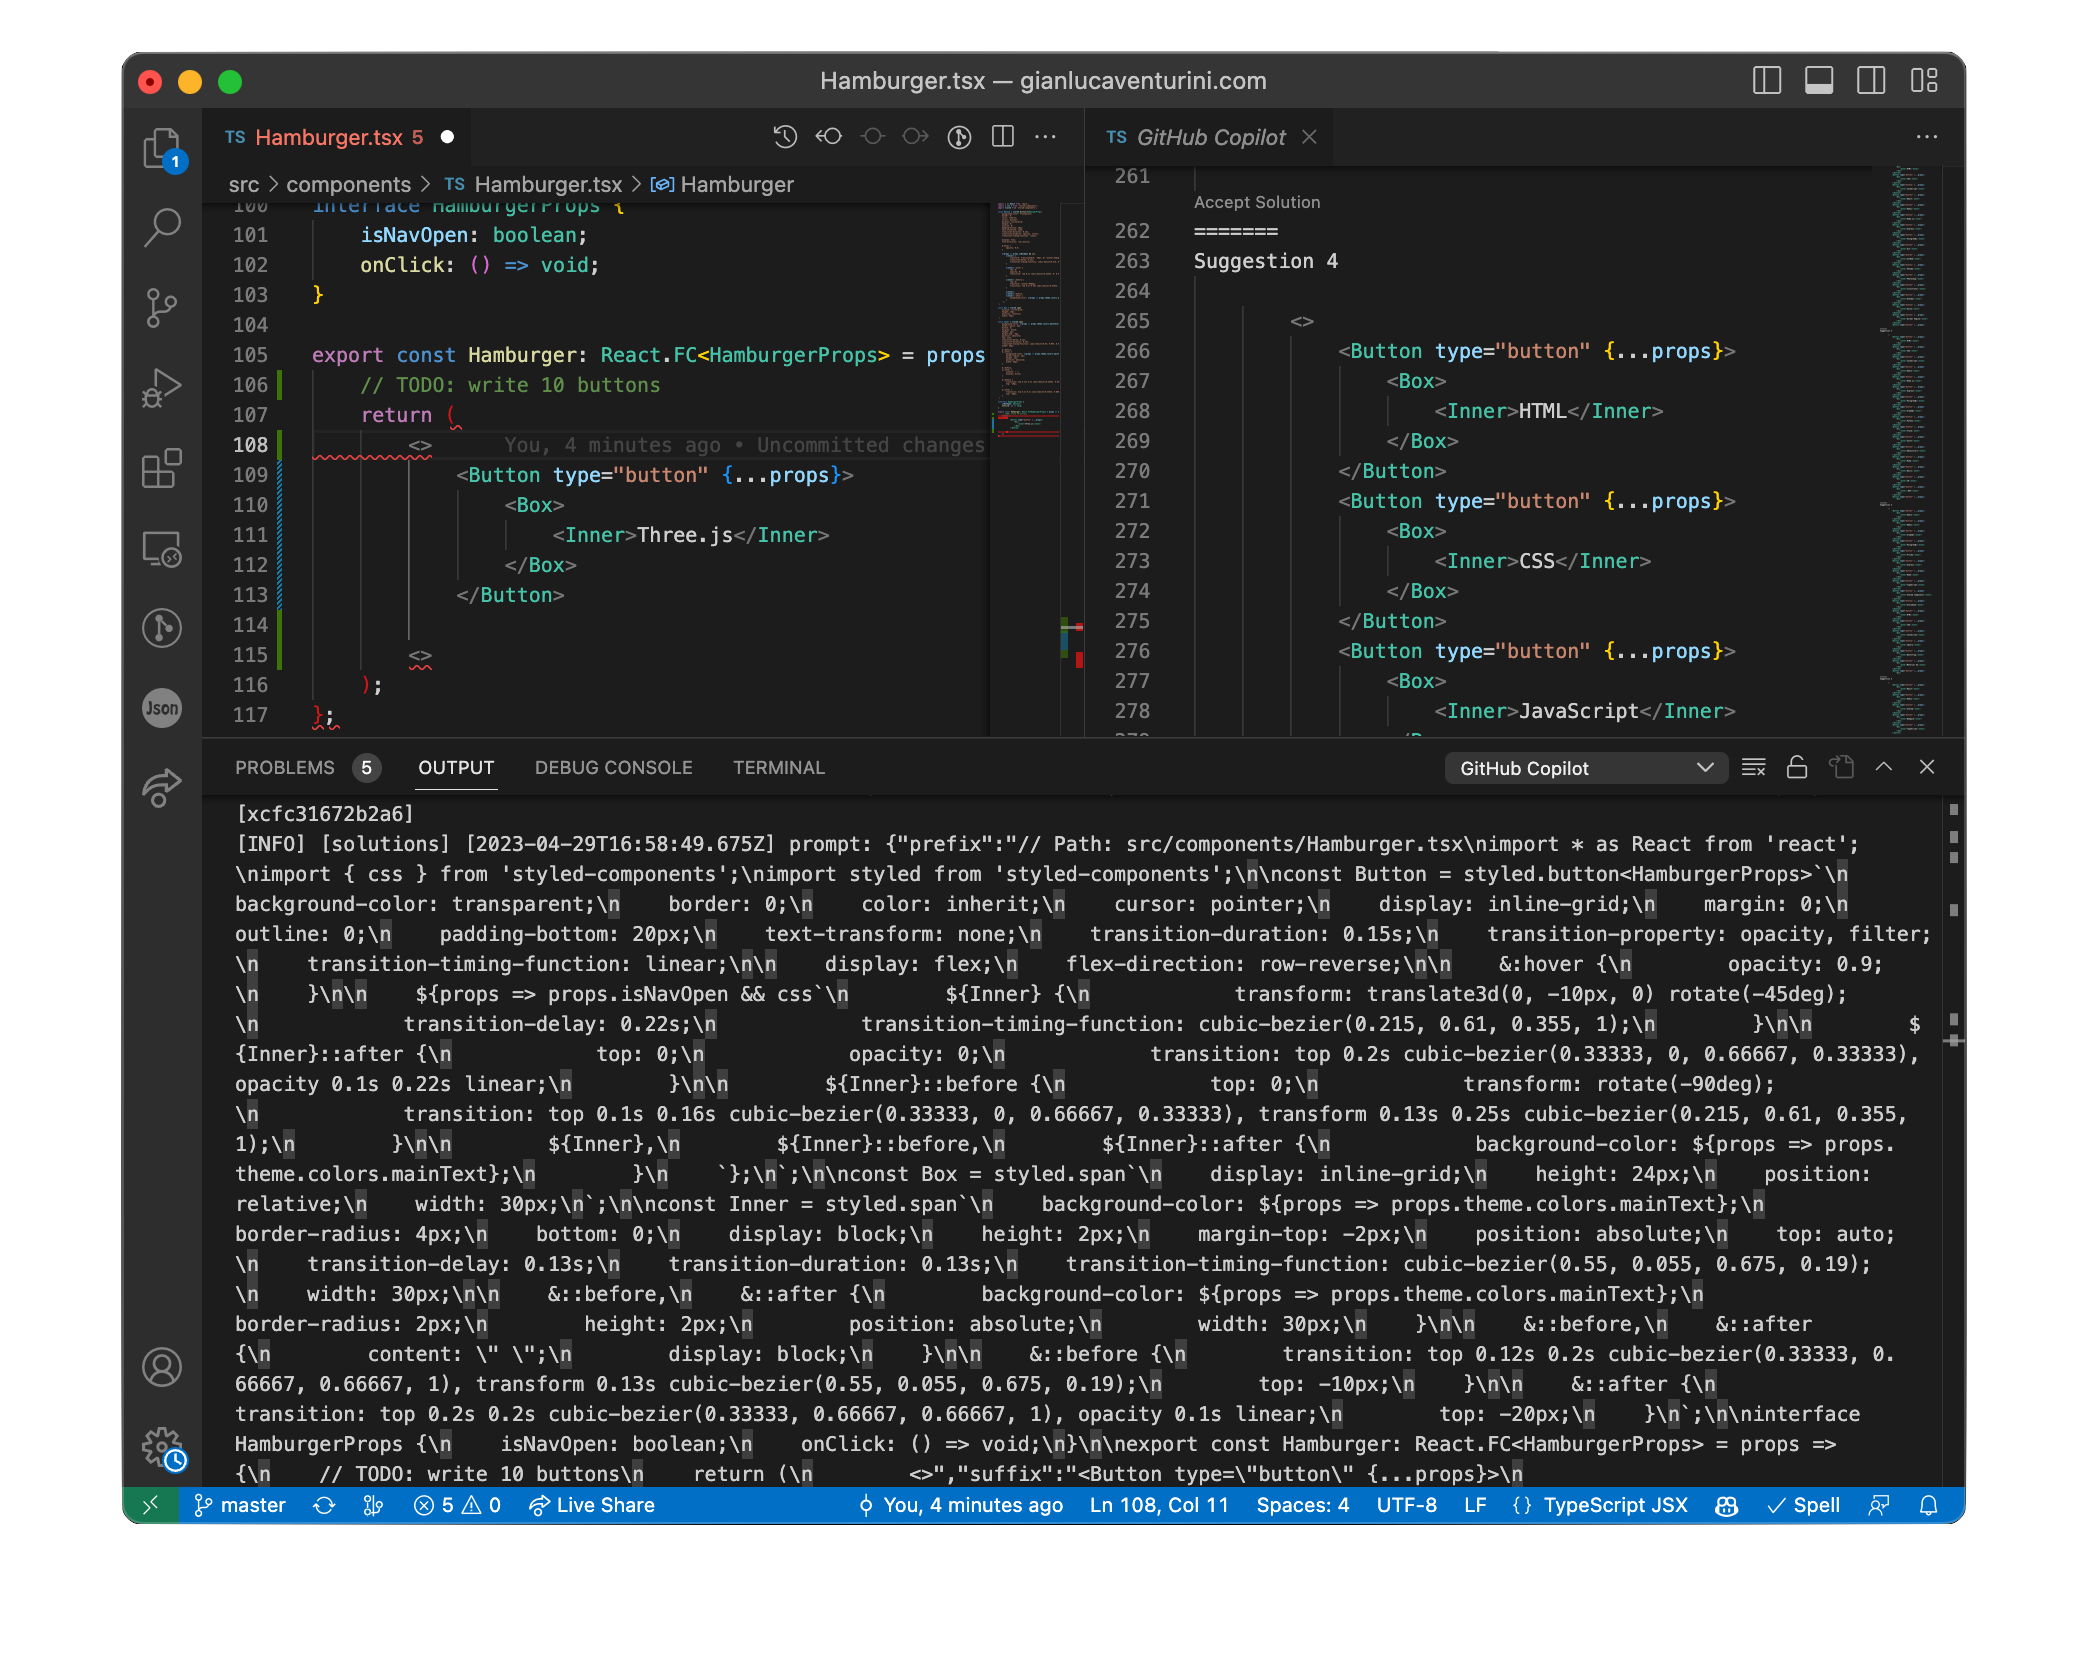 Hamburger.tsx — gianlucaventurini.com
TS Hamburger.tsx 5
src > components > TS Hamburger.tsx > Hamburger
100 interface HamburgerProps {
101     isNavOpen: boolean;
102     onClick: () => void;
103 }
104
105 export const Hamburger: React.FC<HamburgerProps> = props
106     // TODO: write 10 buttons
107     return (
108         <>      You, 4 minutes ago • Uncommitted changes
109             <Button type="button" {...props}>
110                 <Box>
111                     <Inner>Three.js</Inner>
112                 </Box>
113             </Button>
114
115         <>
116     );
117 };
TS GitHub Copilot
261
Accept Solution
262 =======
263 Suggestion 4
264
265         <>
266             <Button type="button" {...props}>
267                 <Box>
268                     <Inner>HTML</Inner>
269                 </Box>
270             </Button>
271             <Button type="button" {...props}>
272                 <Box>
273                     <Inner>CSS</Inner>
274                 </Box>
275             </Button>
276             <Button type="button" {...props}>
277                 <Box>
278                     <Inner>JavaScript</Inner>
1
Json
PROBLEMS 5 OUTPUT DEBUG CONSOLE TERMINAL GitHub Copilot
[xcfc31672b2a6]
[INFO] [solutions] [2023-04-29T16:58:49.675Z] prompt: {"prefix":"// Path: src/components/Hamburger.tsx\nimport * as React from 'react';
\nimport { css } from 'styled-components';\nimport styled from 'styled-components';\n\nconst Button = styled.button<HamburgerProps>`\n
background-color: transparent;\n    border: 0;\n    color: inherit;\n    cursor: pointer;\n    display: inline-grid;\n    margin: 0;\n
outline: 0;\n    padding-bottom: 20px;\n    text-transform: none;\n    transition-duration: 0.15s;\n    transition-property: opacity, filter;
\n    transition-timing-function: linear;\n\n    display: flex;\n    flex-direction: row-reverse;\n\n    &:hover {\n        opacity: 0.9;
\n    }\n\n    ${props => props.isNavOpen && css`\n        ${Inner} {\n            transform: translate3d(0, -10px, 0) rotate(-45deg);
\n            transition-delay: 0.22s;\n            transition-timing-function: cubic-bezier(0.215, 0.61, 0.355, 1);\n        }\n\n        $
{Inner}::after {\n            top: 0;\n            opacity: 0;\n            transition: top 0.2s cubic-bezier(0.33333, 0, 0.66667, 0.33333),
opacity 0.1s 0.22s linear;\n        }\n\n        ${Inner}::before {\n            top: 0;\n            transform: rotate(-90deg);
\n            transition: top 0.1s 0.16s cubic-bezier(0.33333, 0, 0.66667, 0.33333), transform 0.13s 0.25s cubic-bezier(0.215, 0.61, 0.355,
1);\n        }\n\n        ${Inner},\n        ${Inner}::before,\n        ${Inner}::after {\n            background-color: ${props => props.
theme.colors.mainText};\n        }\n    `};\n`;\n\nconst Box = styled.span`\n    display: inline-grid;\n    height: 24px;\n    position:
relative;\n    width: 30px;\n`;\n\nconst Inner = styled.span`\n    background-color: ${props => props.theme.colors.mainText};\n
border-radius: 4px;\n    bottom: 0;\n    display: block;\n    height: 2px;\n    margin-top: -2px;\n    position: absolute;\n    top: auto;
\n    transition-delay: 0.13s;\n    transition-duration: 0.13s;\n    transition-timing-function: cubic-bezier(0.55, 0.055, 0.675, 0.19);
\n    width: 30px;\n\n    &::before,\n    &::after {\n        background-color: ${props => props.theme.colors.mainText};\n
border-radius: 2px;\n        height: 2px;\n        position: absolute;\n        width: 30px;\n    }\n\n    &::before,\n    &::after
{\n        content: \" \";\n        display: block;\n    }\n\n    &::before {\n        transition: top 0.12s 0.2s cubic-bezier(0.33333, 0.
66667, 0.66667, 1), transform 0.13s cubic-bezier(0.55, 0.055, 0.675, 0.19);\n        top: -10px;\n    }\n\n    &::after {\n
transition: top 0.2s 0.2s cubic-bezier(0.33333, 0.66667, 0.66667, 1), opacity 0.1s linear;\n        top: -20px;\n    }\n`;\n\ninterface
HamburgerProps {\n    isNavOpen: boolean;\n    onClick: () => void;\n}\n\nexport const Hamburger: React.FC<HamburgerProps> = props =>
{\n    // TODO: write 10 buttons\n    return (\n        <>","suffix":"<Button type=\"button\" {...props}>\n
master 5 0 Live Share You, 4 minutes ago Ln 108, Col 11 Spaces: 4 UTF-8 LF {} TypeScript JSX Spell